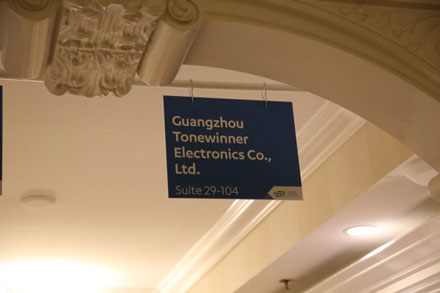 Guangzhou
Tonewinner
Electronics Co.,
Ltd.
Suite 29-104